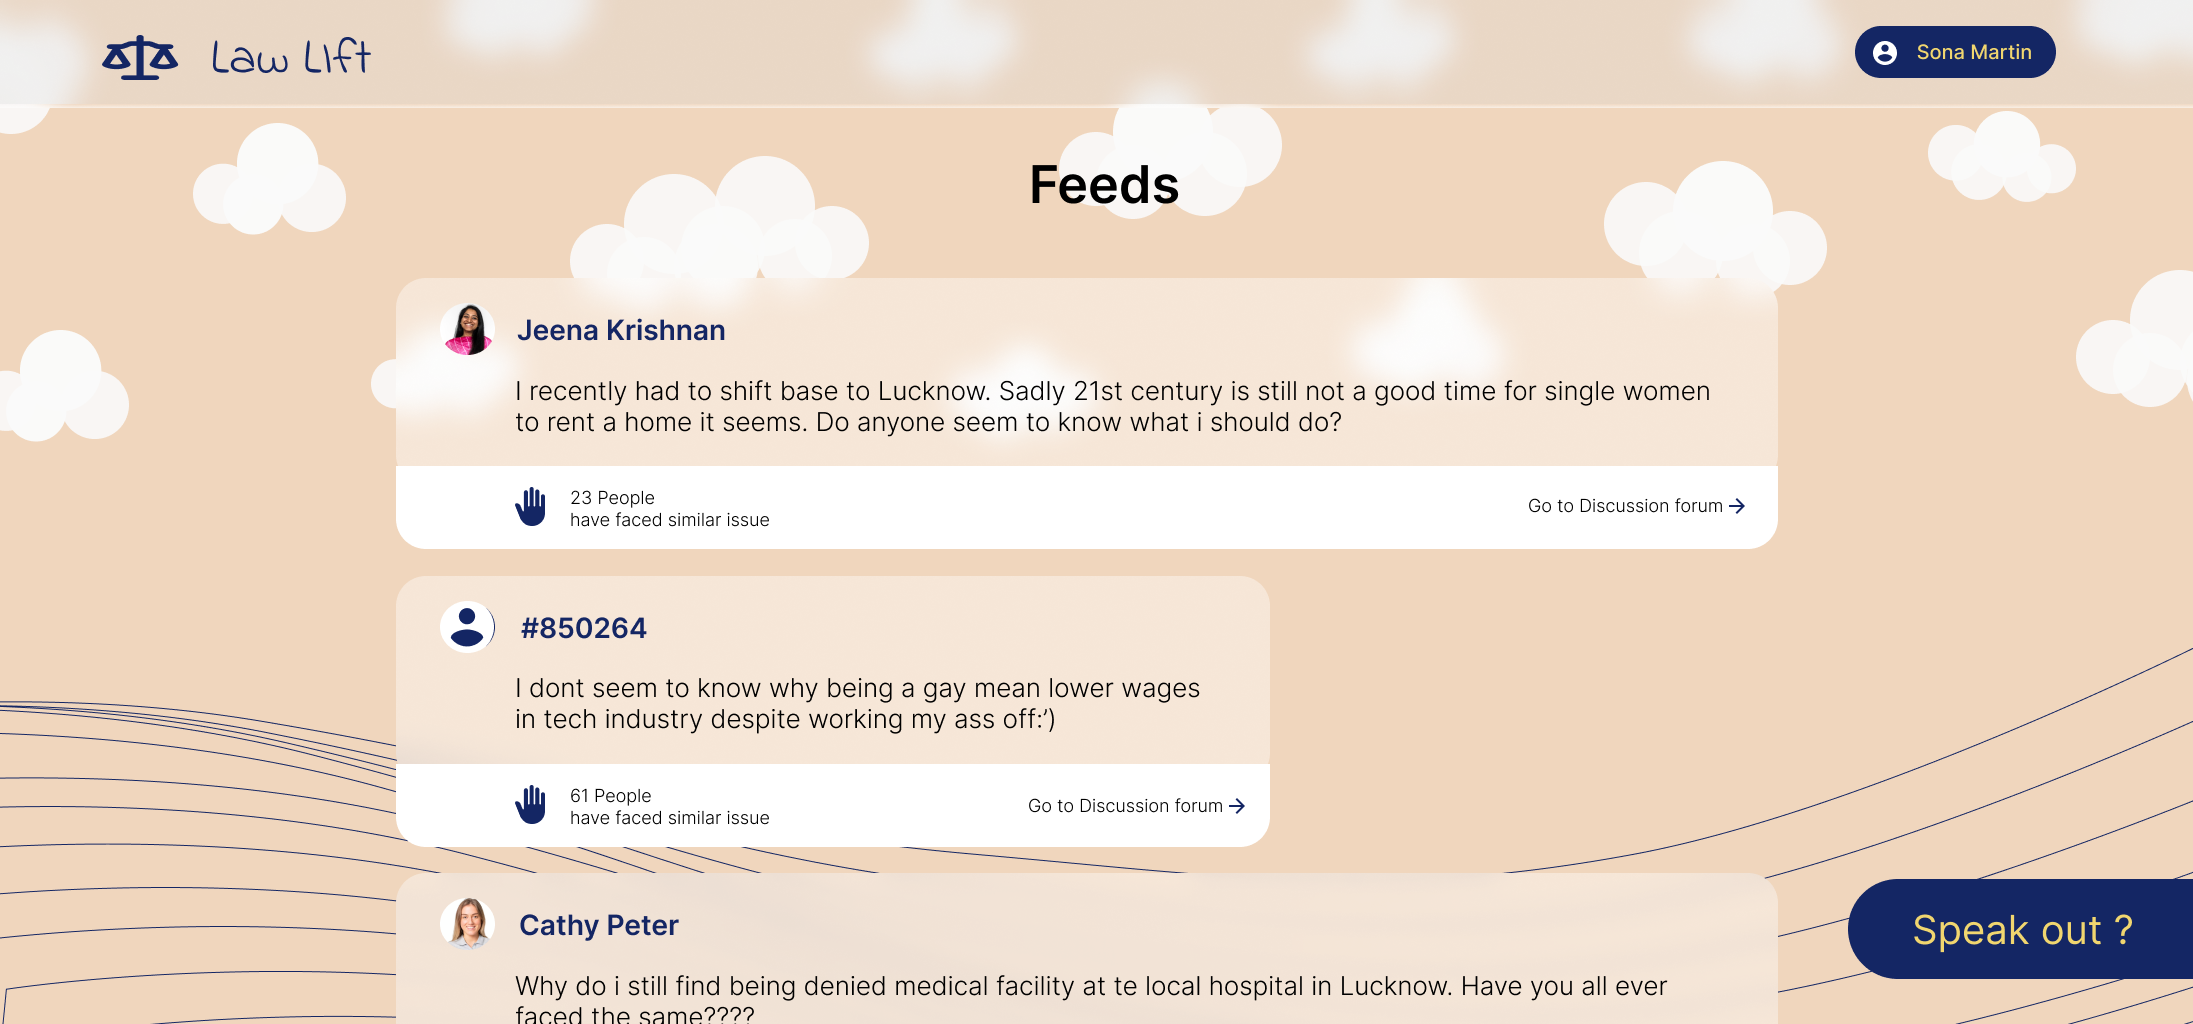 Law LIft
Sona Martin
Feeds
Jeena Krishnan
I recently had to shift base to Lucknow. Sadly 21st century is still not a good time for single women
to rent a home it seems. Do anyone seem to know what i should do?
23 People
have faced similar issue
Go to Discussion forum
#850264
I dont seem to know why being a gay mean lower wages
in tech industry despite working my ass off:’)
61 People
have faced similar issue
Go to Discussion forum
Cathy Peter
Why do i still find being denied medical facility at te local hospital in Lucknow. Have you all ever
faced the same????
Speak out ?